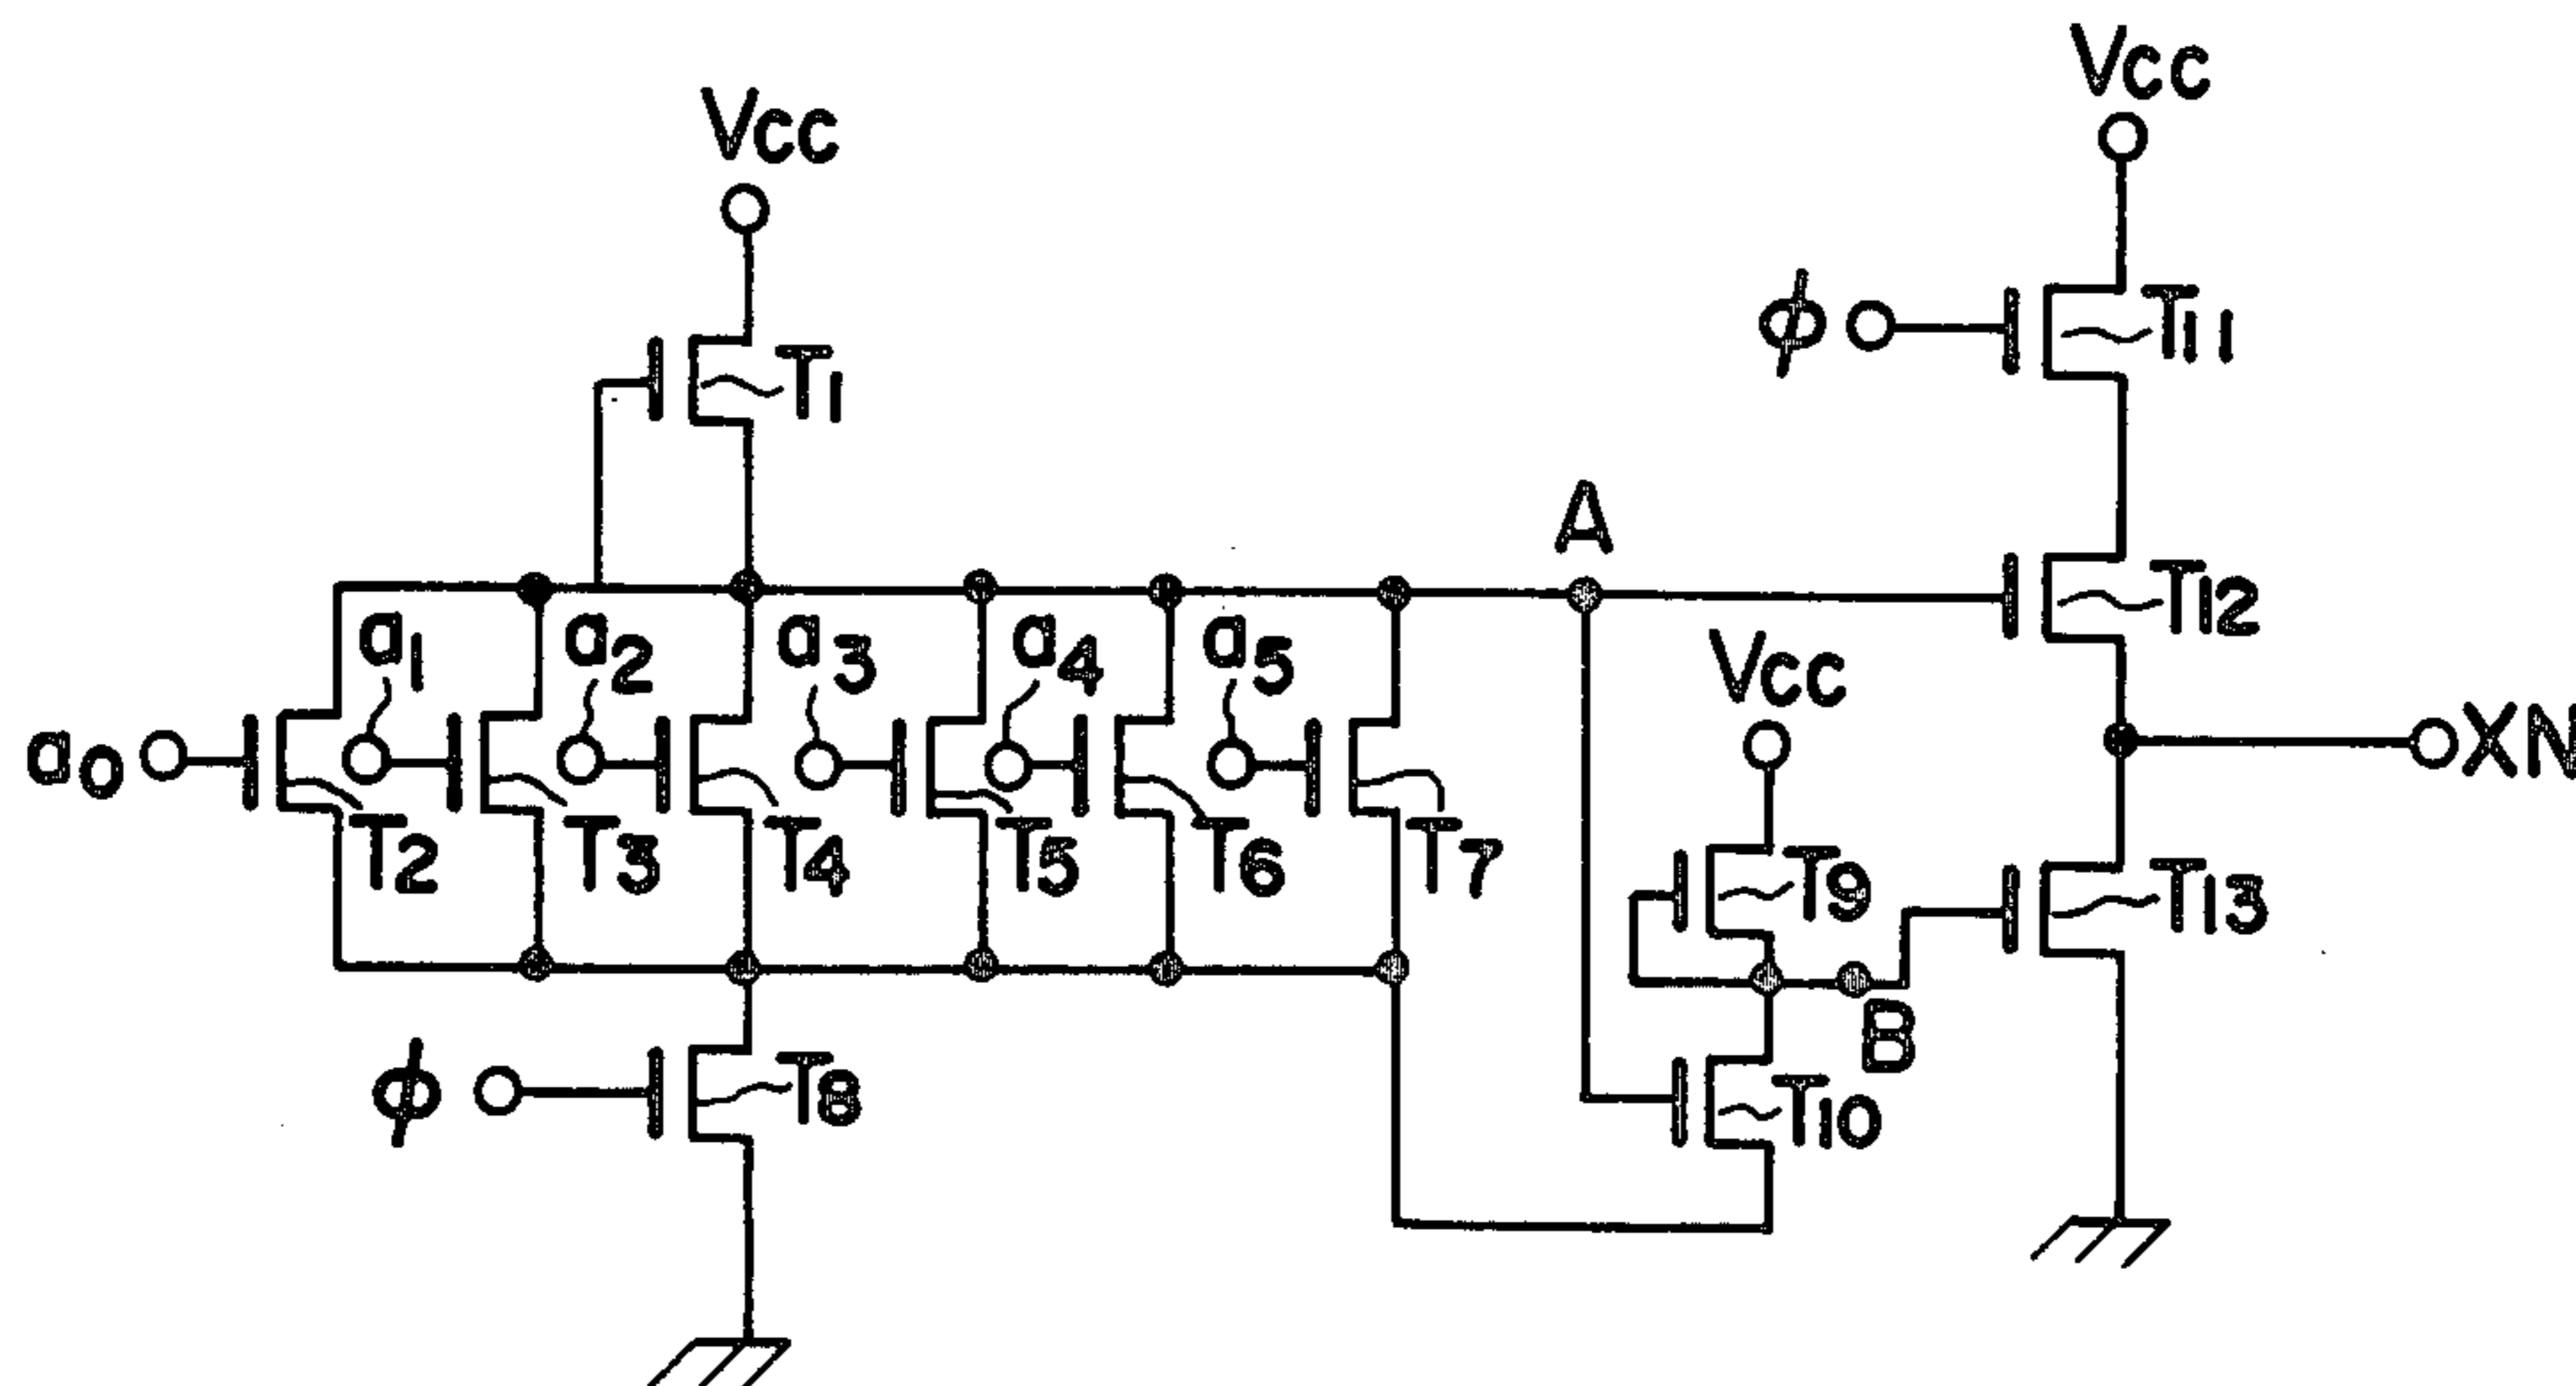 Vcc
Vcc
φ
T11
T1
A
T12
a1
a2
a3
a4
a5
Vcc
a0
XN
T2
T3
T4
T5
T6
T7
T9
T13
B
φ
T8
T10